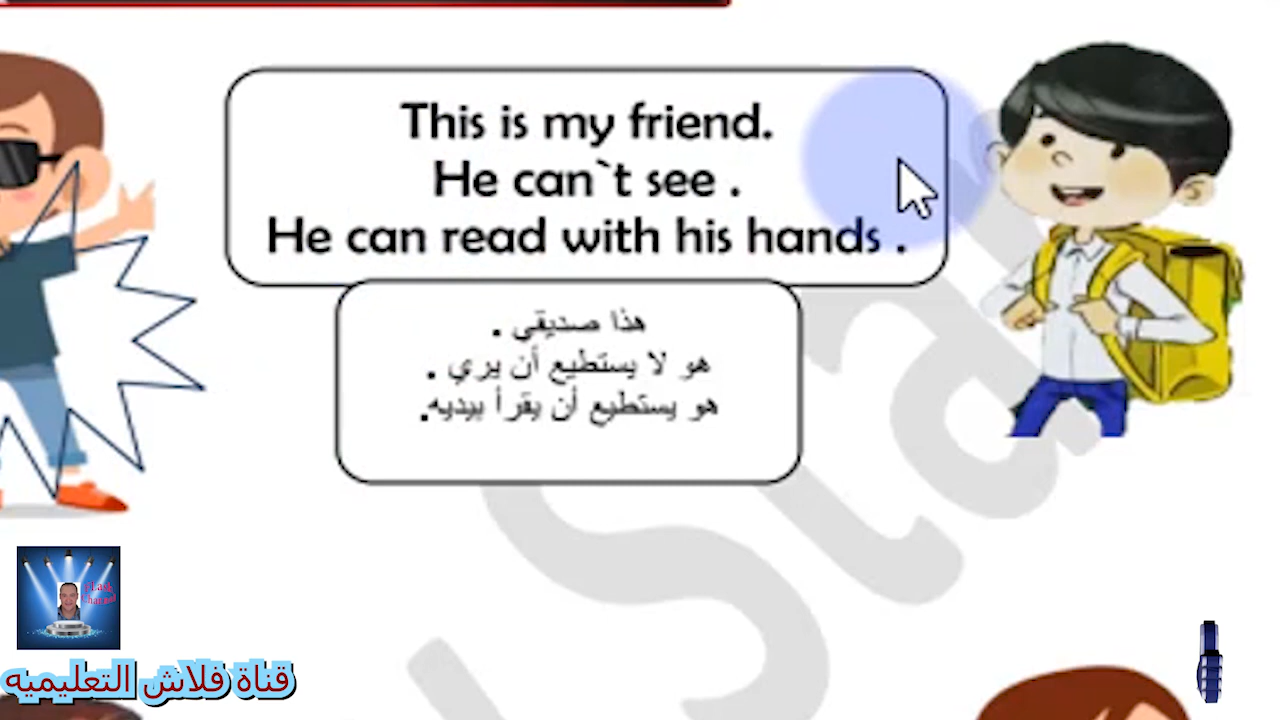 This is my friend.
He can`t see .
He can read with his hands .
هذا صديقي .
هو لا يستطيع أن يري .
هو يستطيع أن يقرأ بيديه.
Star
قناة فلاش التعليميه